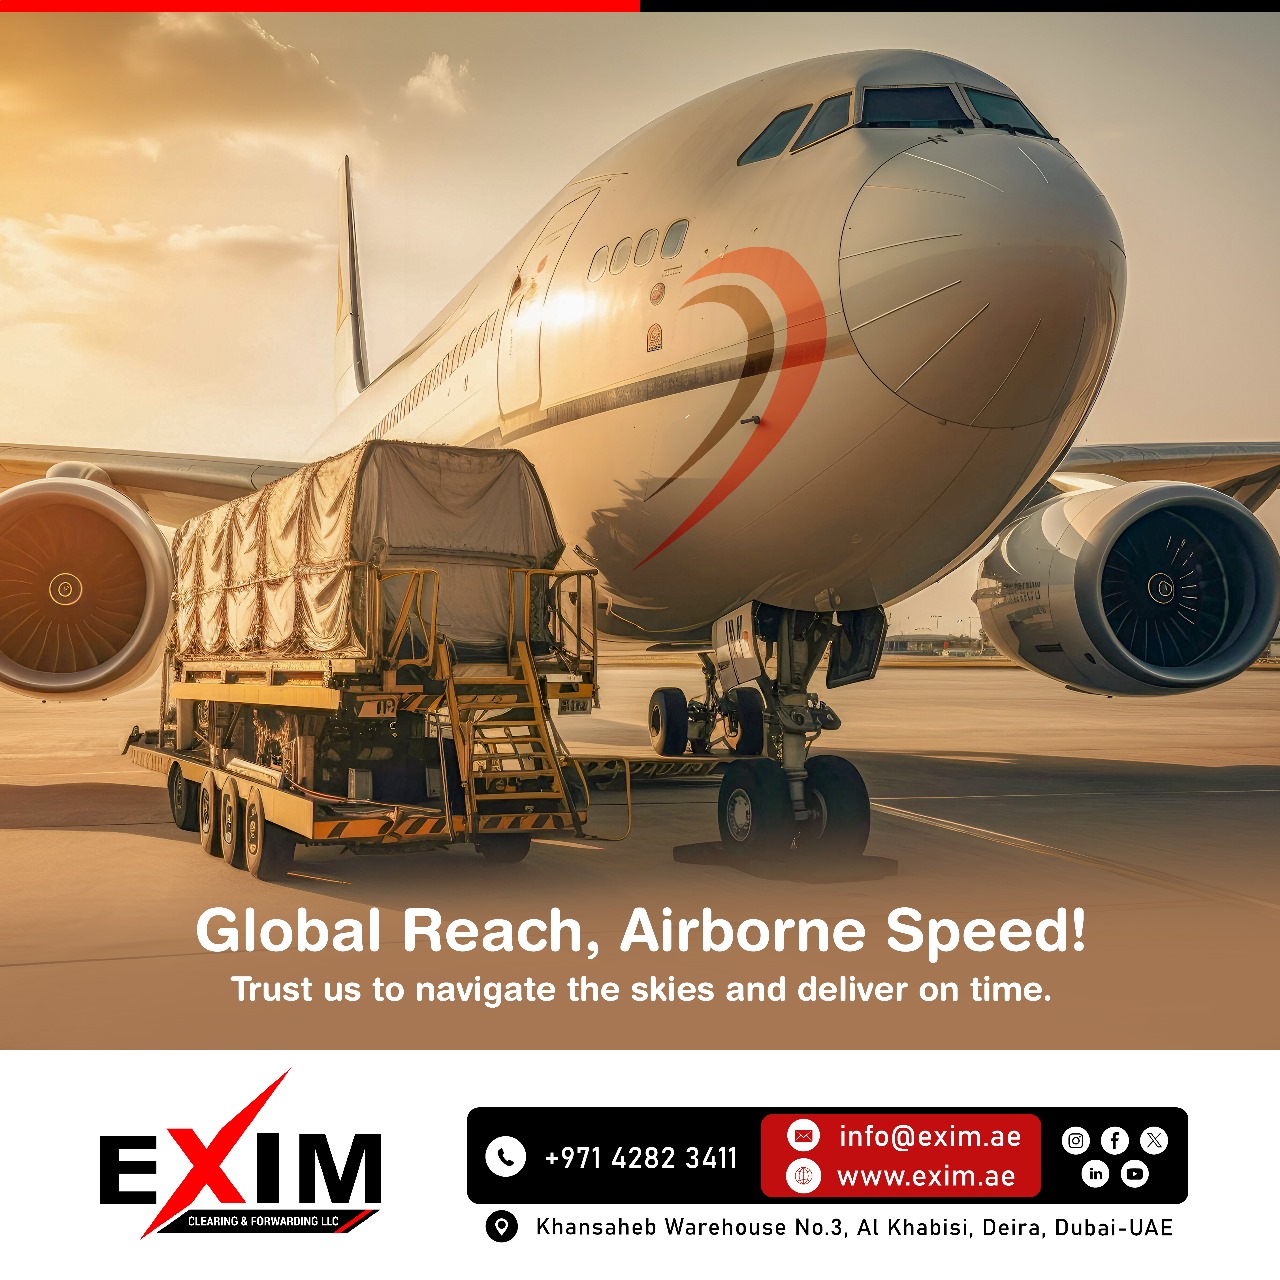 Global Reach, Airborne Speed!
Trust us to navigate the skies and deliver on time.
EXIM
CLEARING & FORWARDING LLC
+971 4282 3411
info@exim.ae
www.exim.ae
Khansaheb Warehouse No.3, Al Khabisi, Deira, Dubai-UAE